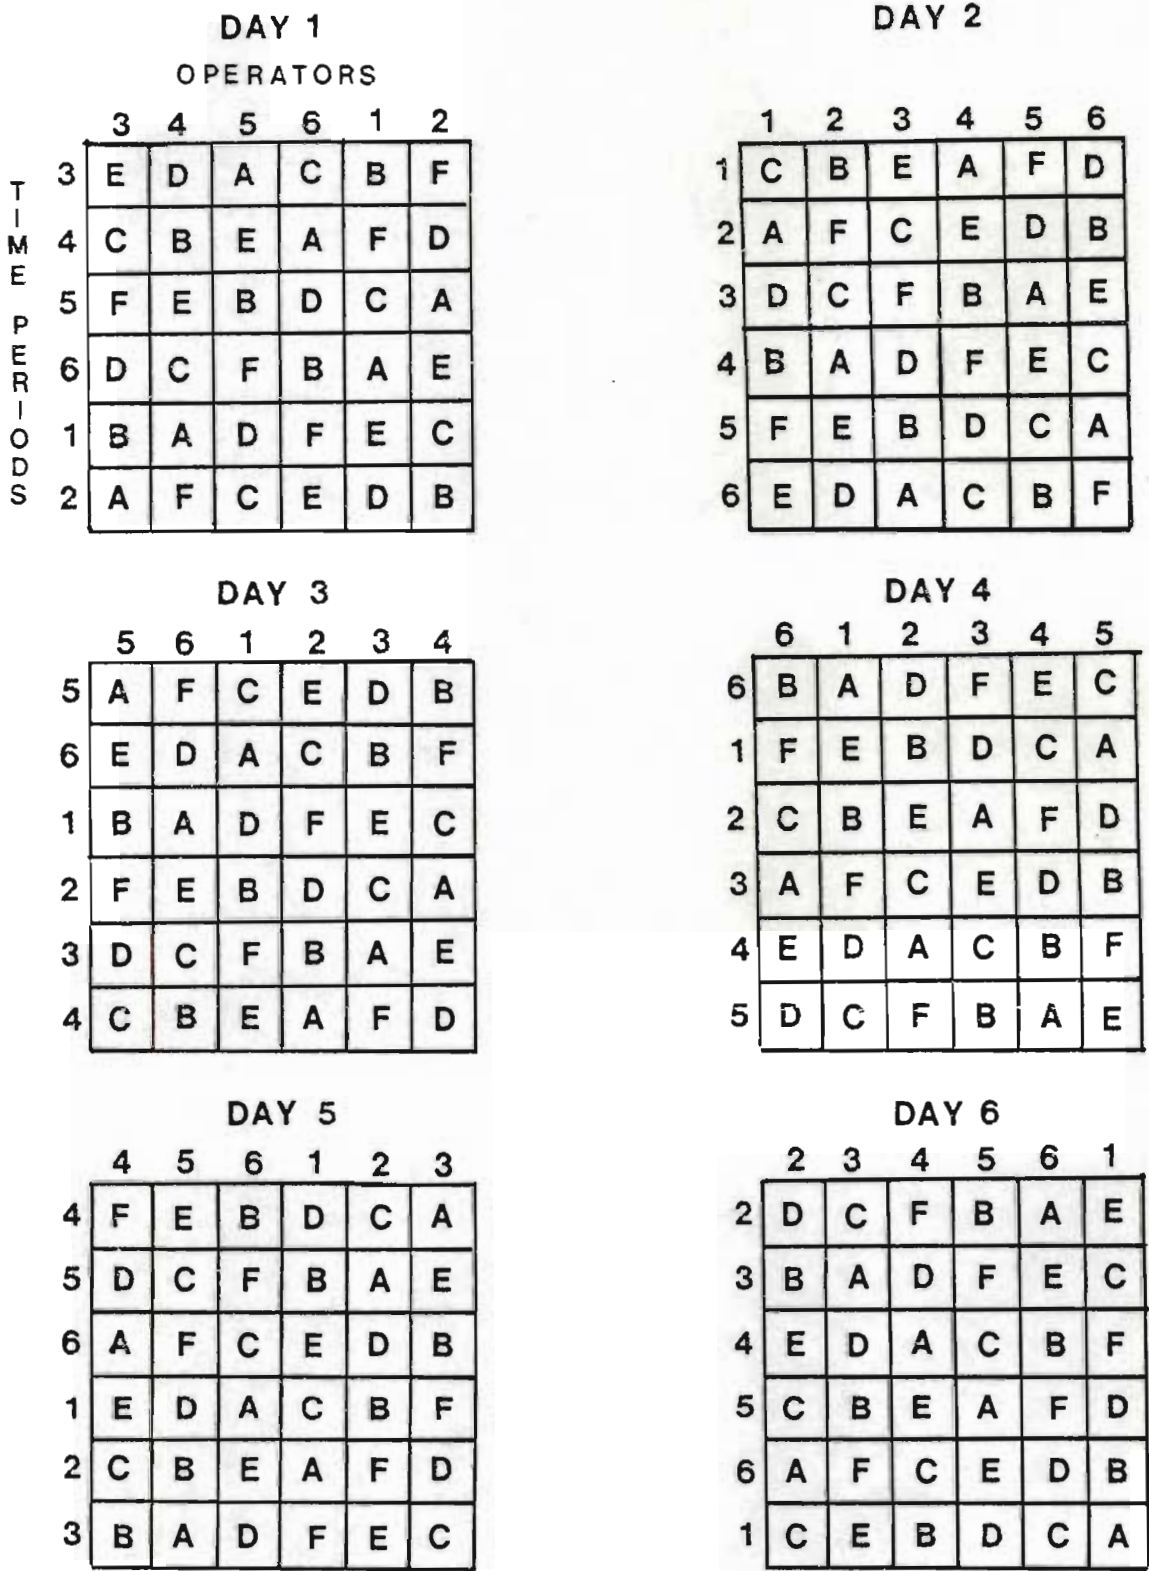 DAY 1
OPERATORS
TIME PERIODS
3 4 5 6 1 2
3 E D A C B F
4 C B E A F D
5 F E B D C A
6 D C F B A E
1 B A D F E C
2 A F C E D B
DAY 2
1 2 3 4 5 6
1 C B E A F D
2 A F C E D B
3 D C F B A E
4 B A D F E C
5 F E B D C A
6 E D A C B F
DAY 3
5 6 1 2 3 4
5 A F C E D B
6 E D A C B F
1 B A D F E C
2 F E B D C A
3 D C F B A E
4 C B E A F D
DAY 4
6 1 2 3 4 5
6 B A D F E C
1 F E B D C A
2 C B E A F D
3 A F C E D B
4 E D A C B F
5 D C F B A E
DAY 5
4 5 6 1 2 3
4 F E B D C A
5 D C F B A E
6 A F C E D B
1 E D A C B F
2 C B E A F D
3 B A D F E C
DAY 6
2 3 4 5 6 1
2 D C F B A E
3 B A D F E C
4 E D A C B F
5 C B E A F D
6 A F C E D B
1 C E B D C A